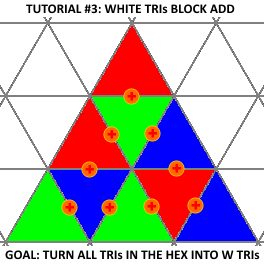 TUTORIAL #3: WHITE TRIs BLOCK ADD
GOAL: TURN ALL TRIs IN THE HEX INTO W TRIs